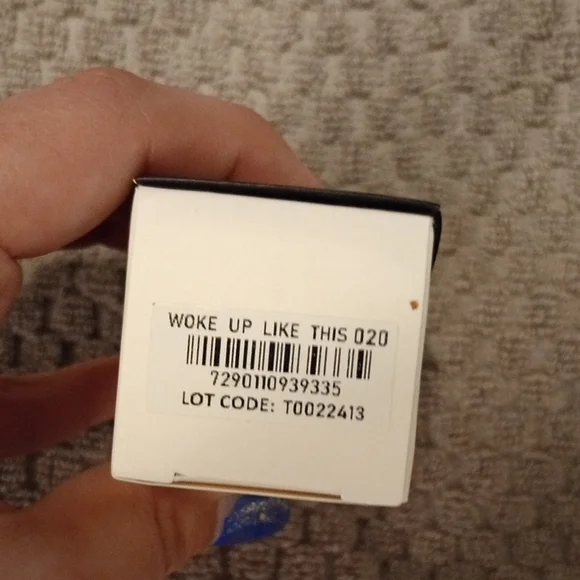 WOKE UP LIKE THIS 020
7290110939335
LOT CODE: T0022413